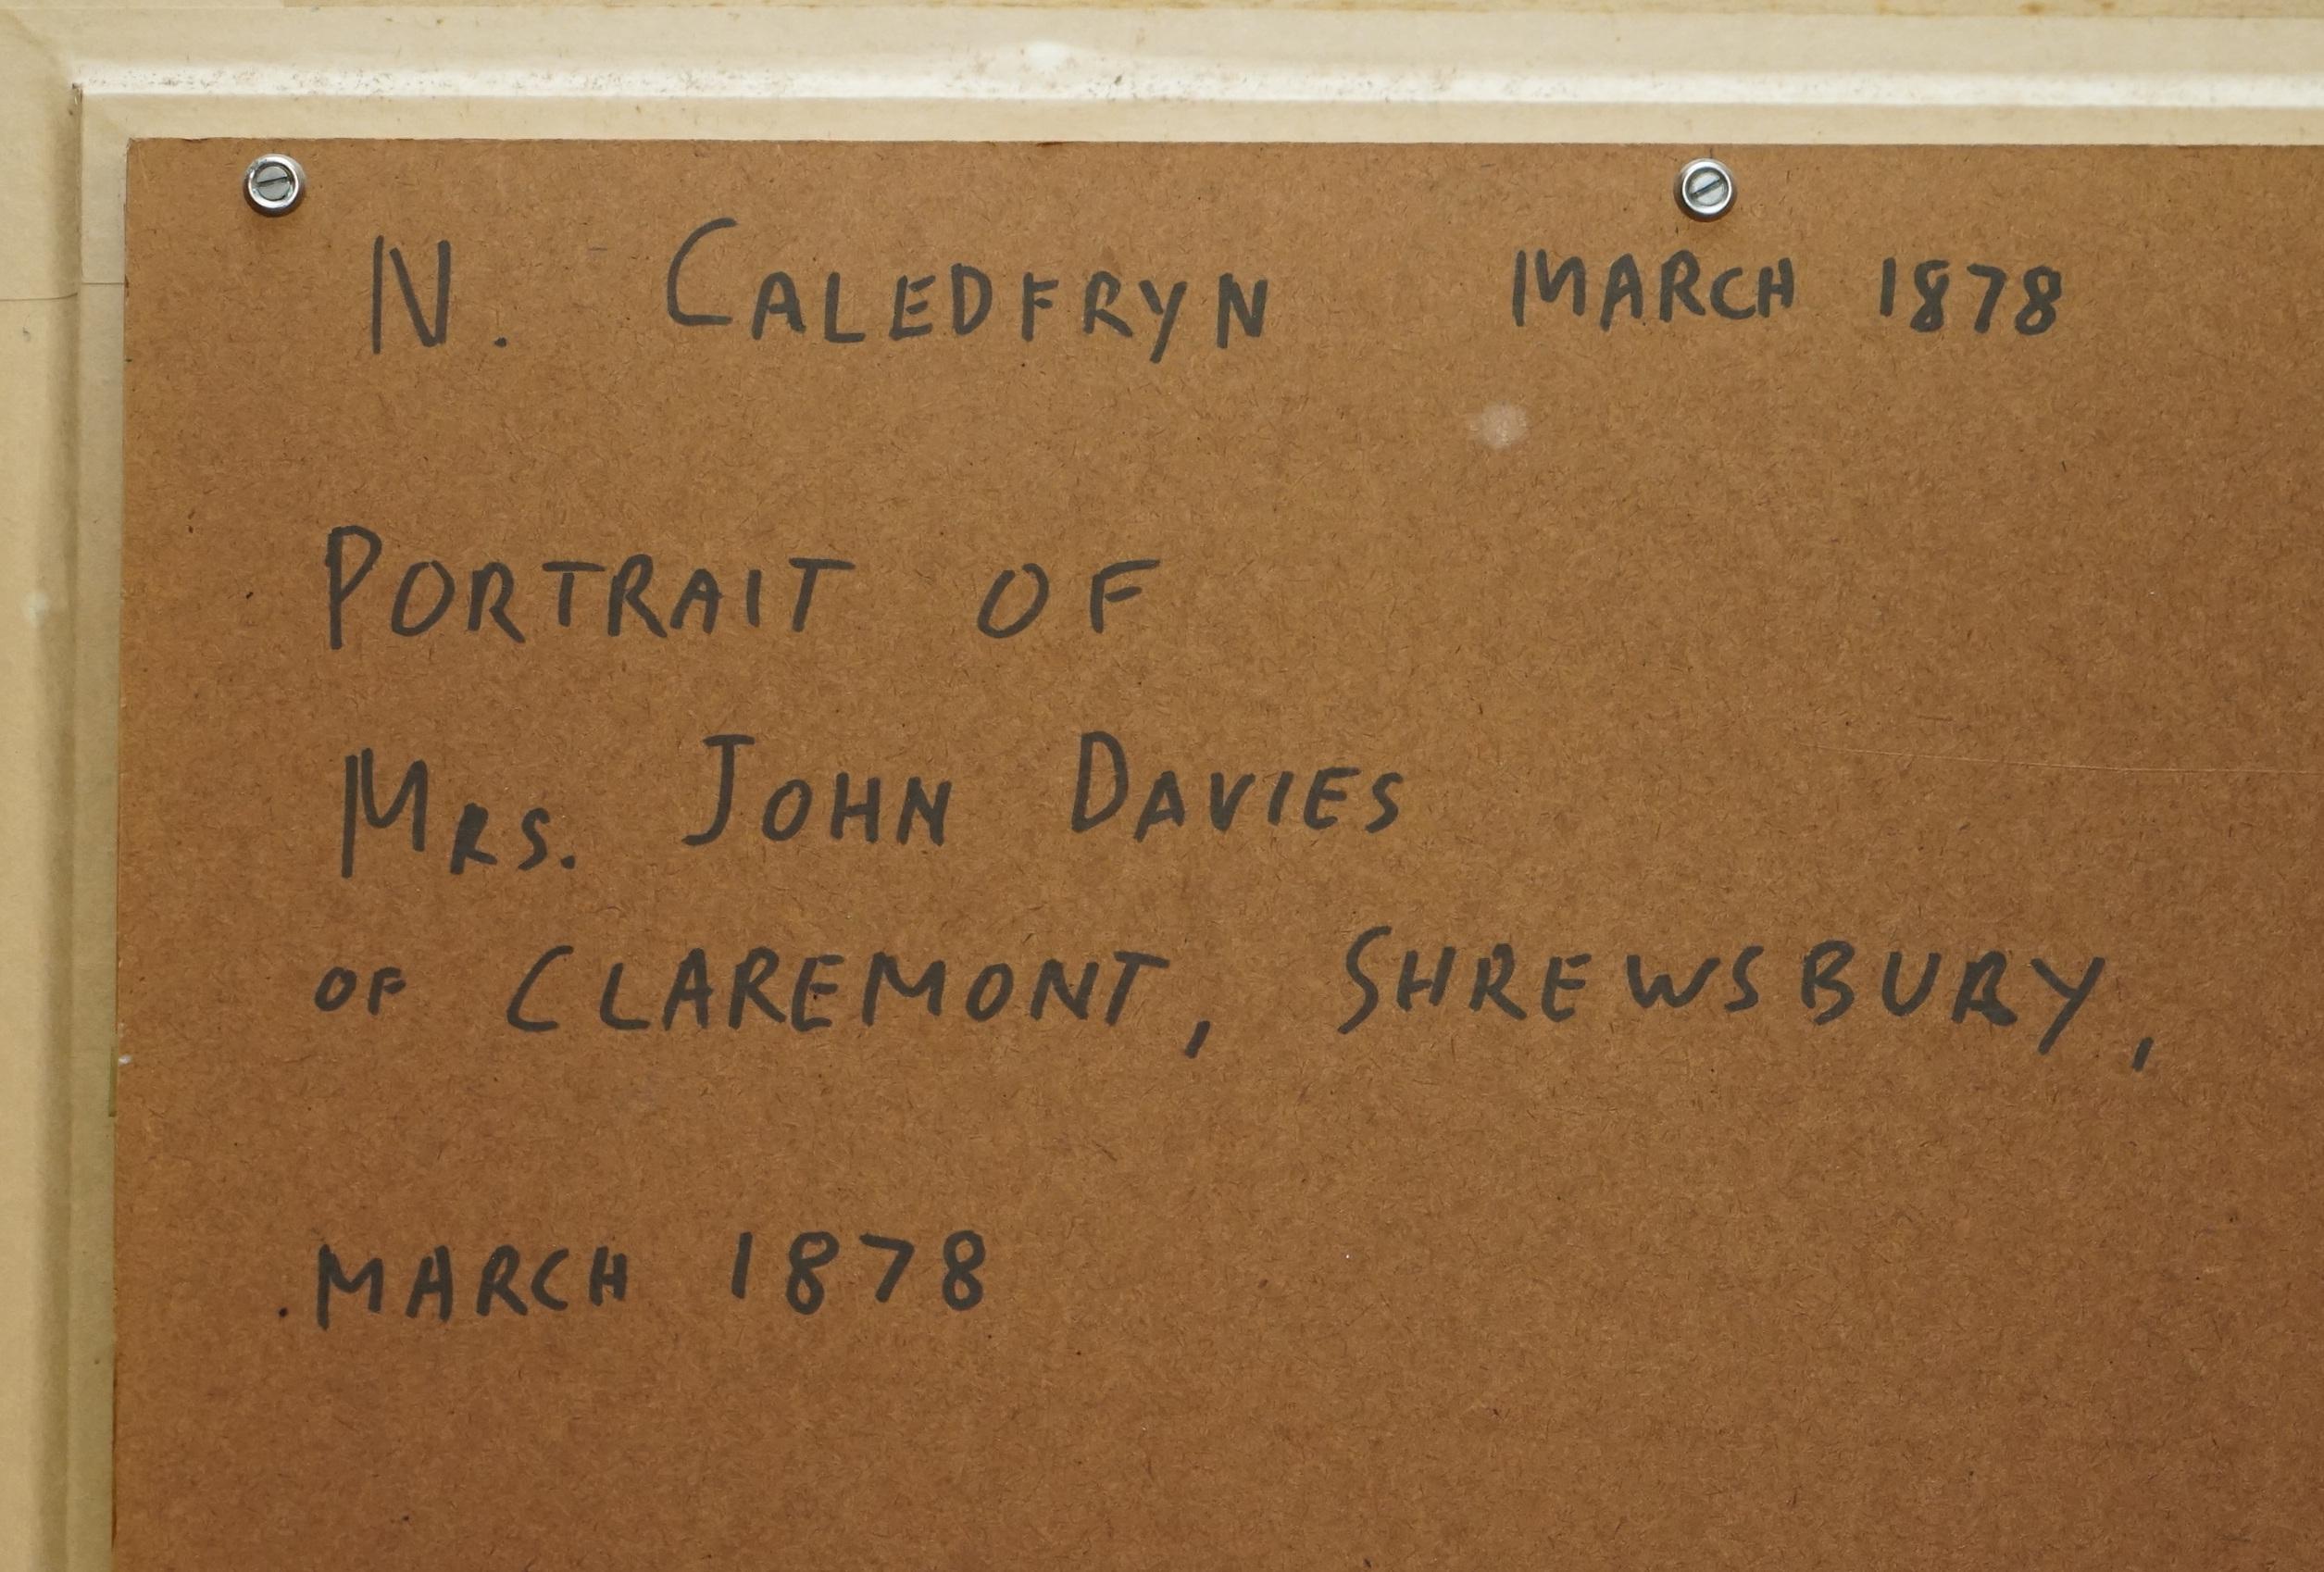 N. CALEDFRYN MARCH 1878
PORTRAIT OF
MRS. JOHN DAVIES
OF CLAREMONT, SHREWSBURY,
MARCH 1878